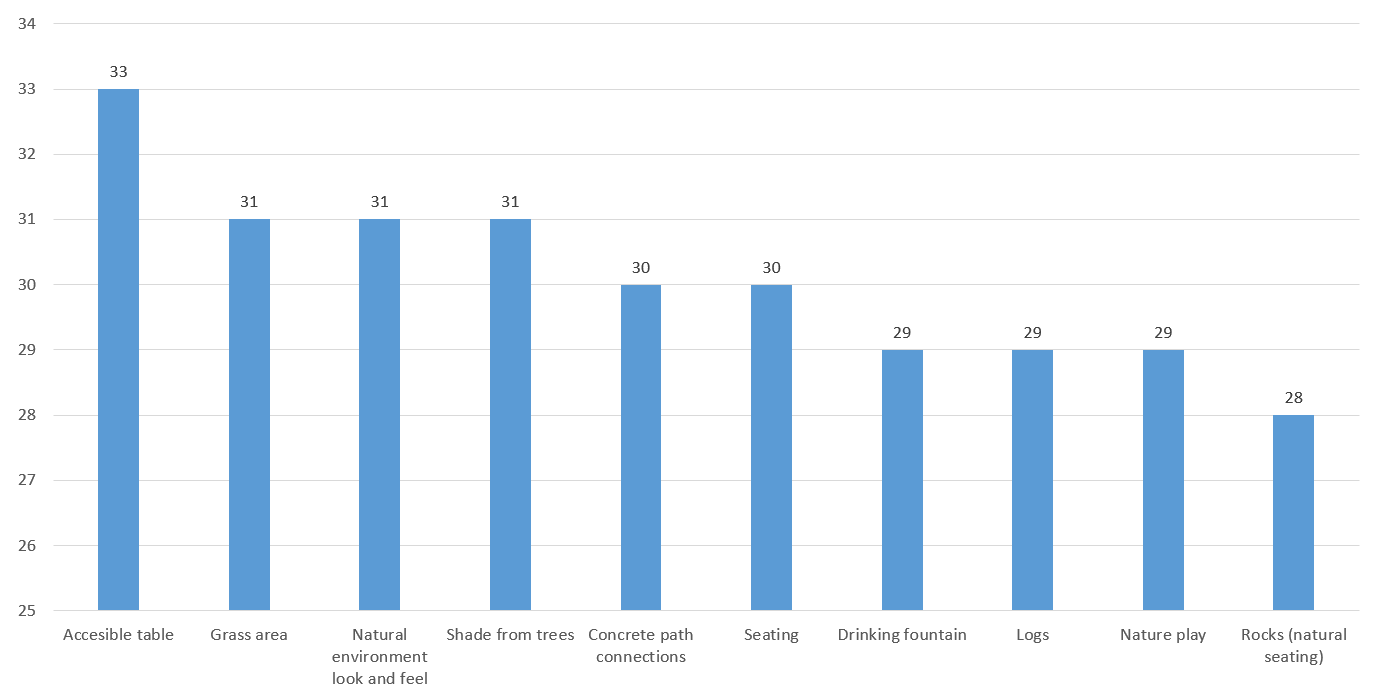 34
33
32
31
30
29
28
27
26
25
33
31
31
31
30
30
29
29
29
28
Accesible table
Grass area
Natural
environment
look and feel
Shade from trees
Concrete path
connections
Seating
Drinking fountain
Logs
Nature play
Rocks (natural
seating)